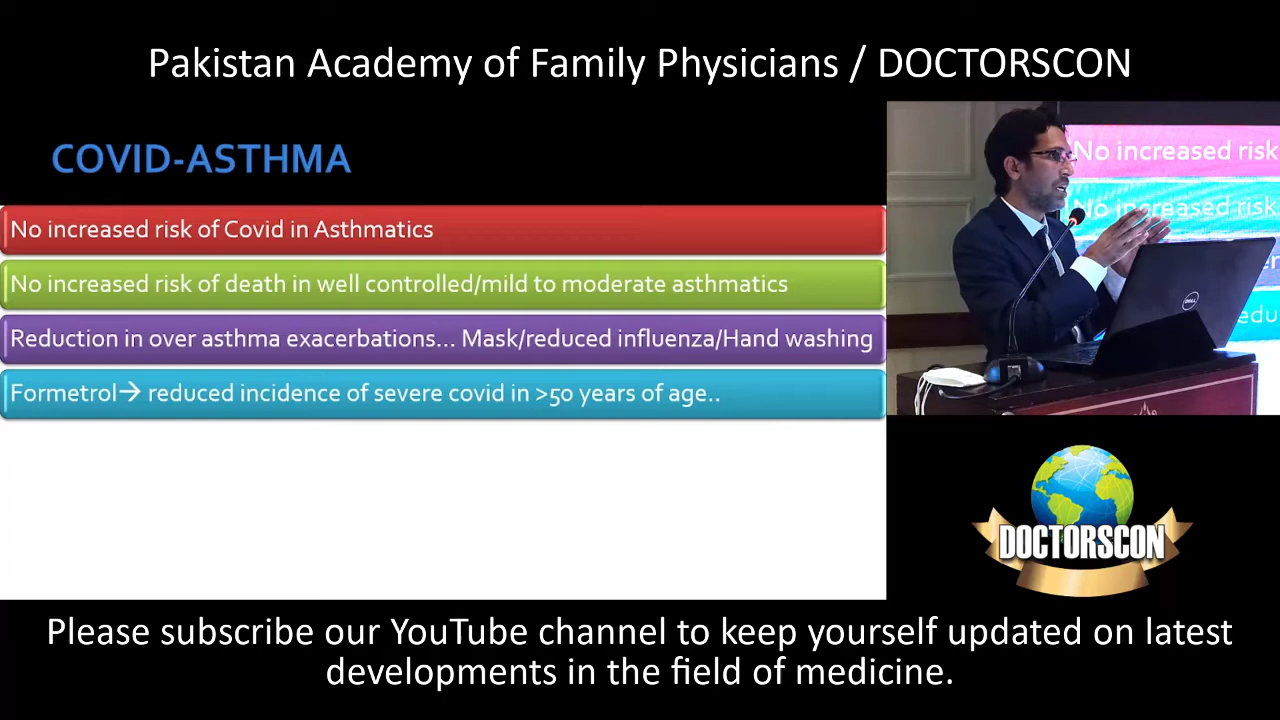 Pakistan Academy of Family Physicians / DOCTORSCON
COVID-ASTHMA
No increased risk of Covid in Asthmatics
No increased risk of death in well controlled/mild to moderate asthmatics
Reduction in over asthma exacerbations... Mask/reduced influenza/Hand washing
Formetrol→ reduced incidence of severe covid in >50 years of age..
No increased risk
No increased risk
edu
DELL
DOCTORSCON
Please subscribe our YouTube channel to keep yourself updated on latest
developments in the field of medicine.